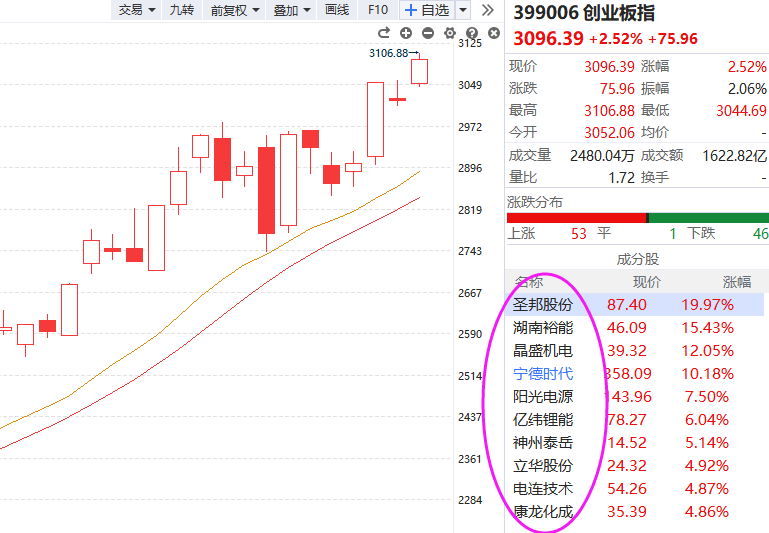 交易 九转 前复权 叠加 画线 F10 自选
3106.88
3125
3049
2972
2896
2819
2743
2667
2590
2514
2437
2361
2284
399006 创业板指
3096.39 +2.52% +75.96
现价 3096.39 涨幅 2.52%
涨跌 75.96 振幅 2.06%
最高 3106.88 最低 3044.69
今开 3052.06 均价 -
成交量 2480.04万 成交额 1622.82亿
量比 1.72 换手 -
涨跌分布
上涨 53 平 1 下跌 46
成分股
名称 现价 涨幅
圣邦股份 87.40 19.97%
湖南裕能 46.09 15.43%
晶盛机电 39.32 12.05%
宁德时代 358.09 10.18%
阳光电源 143.96 7.50%
亿纬锂能 78.27 6.04%
神州泰岳 14.52 5.14%
立华股份 24.32 4.92%
电连技术 54.26 4.87%
康龙化成 35.39 4.86%